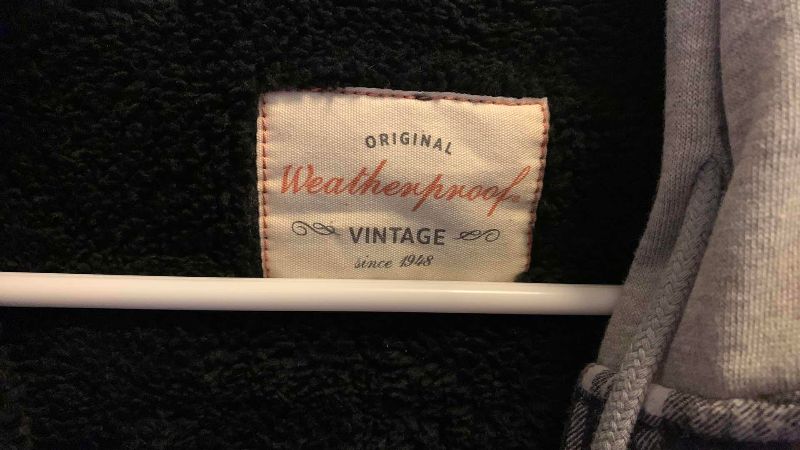 ORIGINAL
Weatherproof®
VINTAGE
since 1948